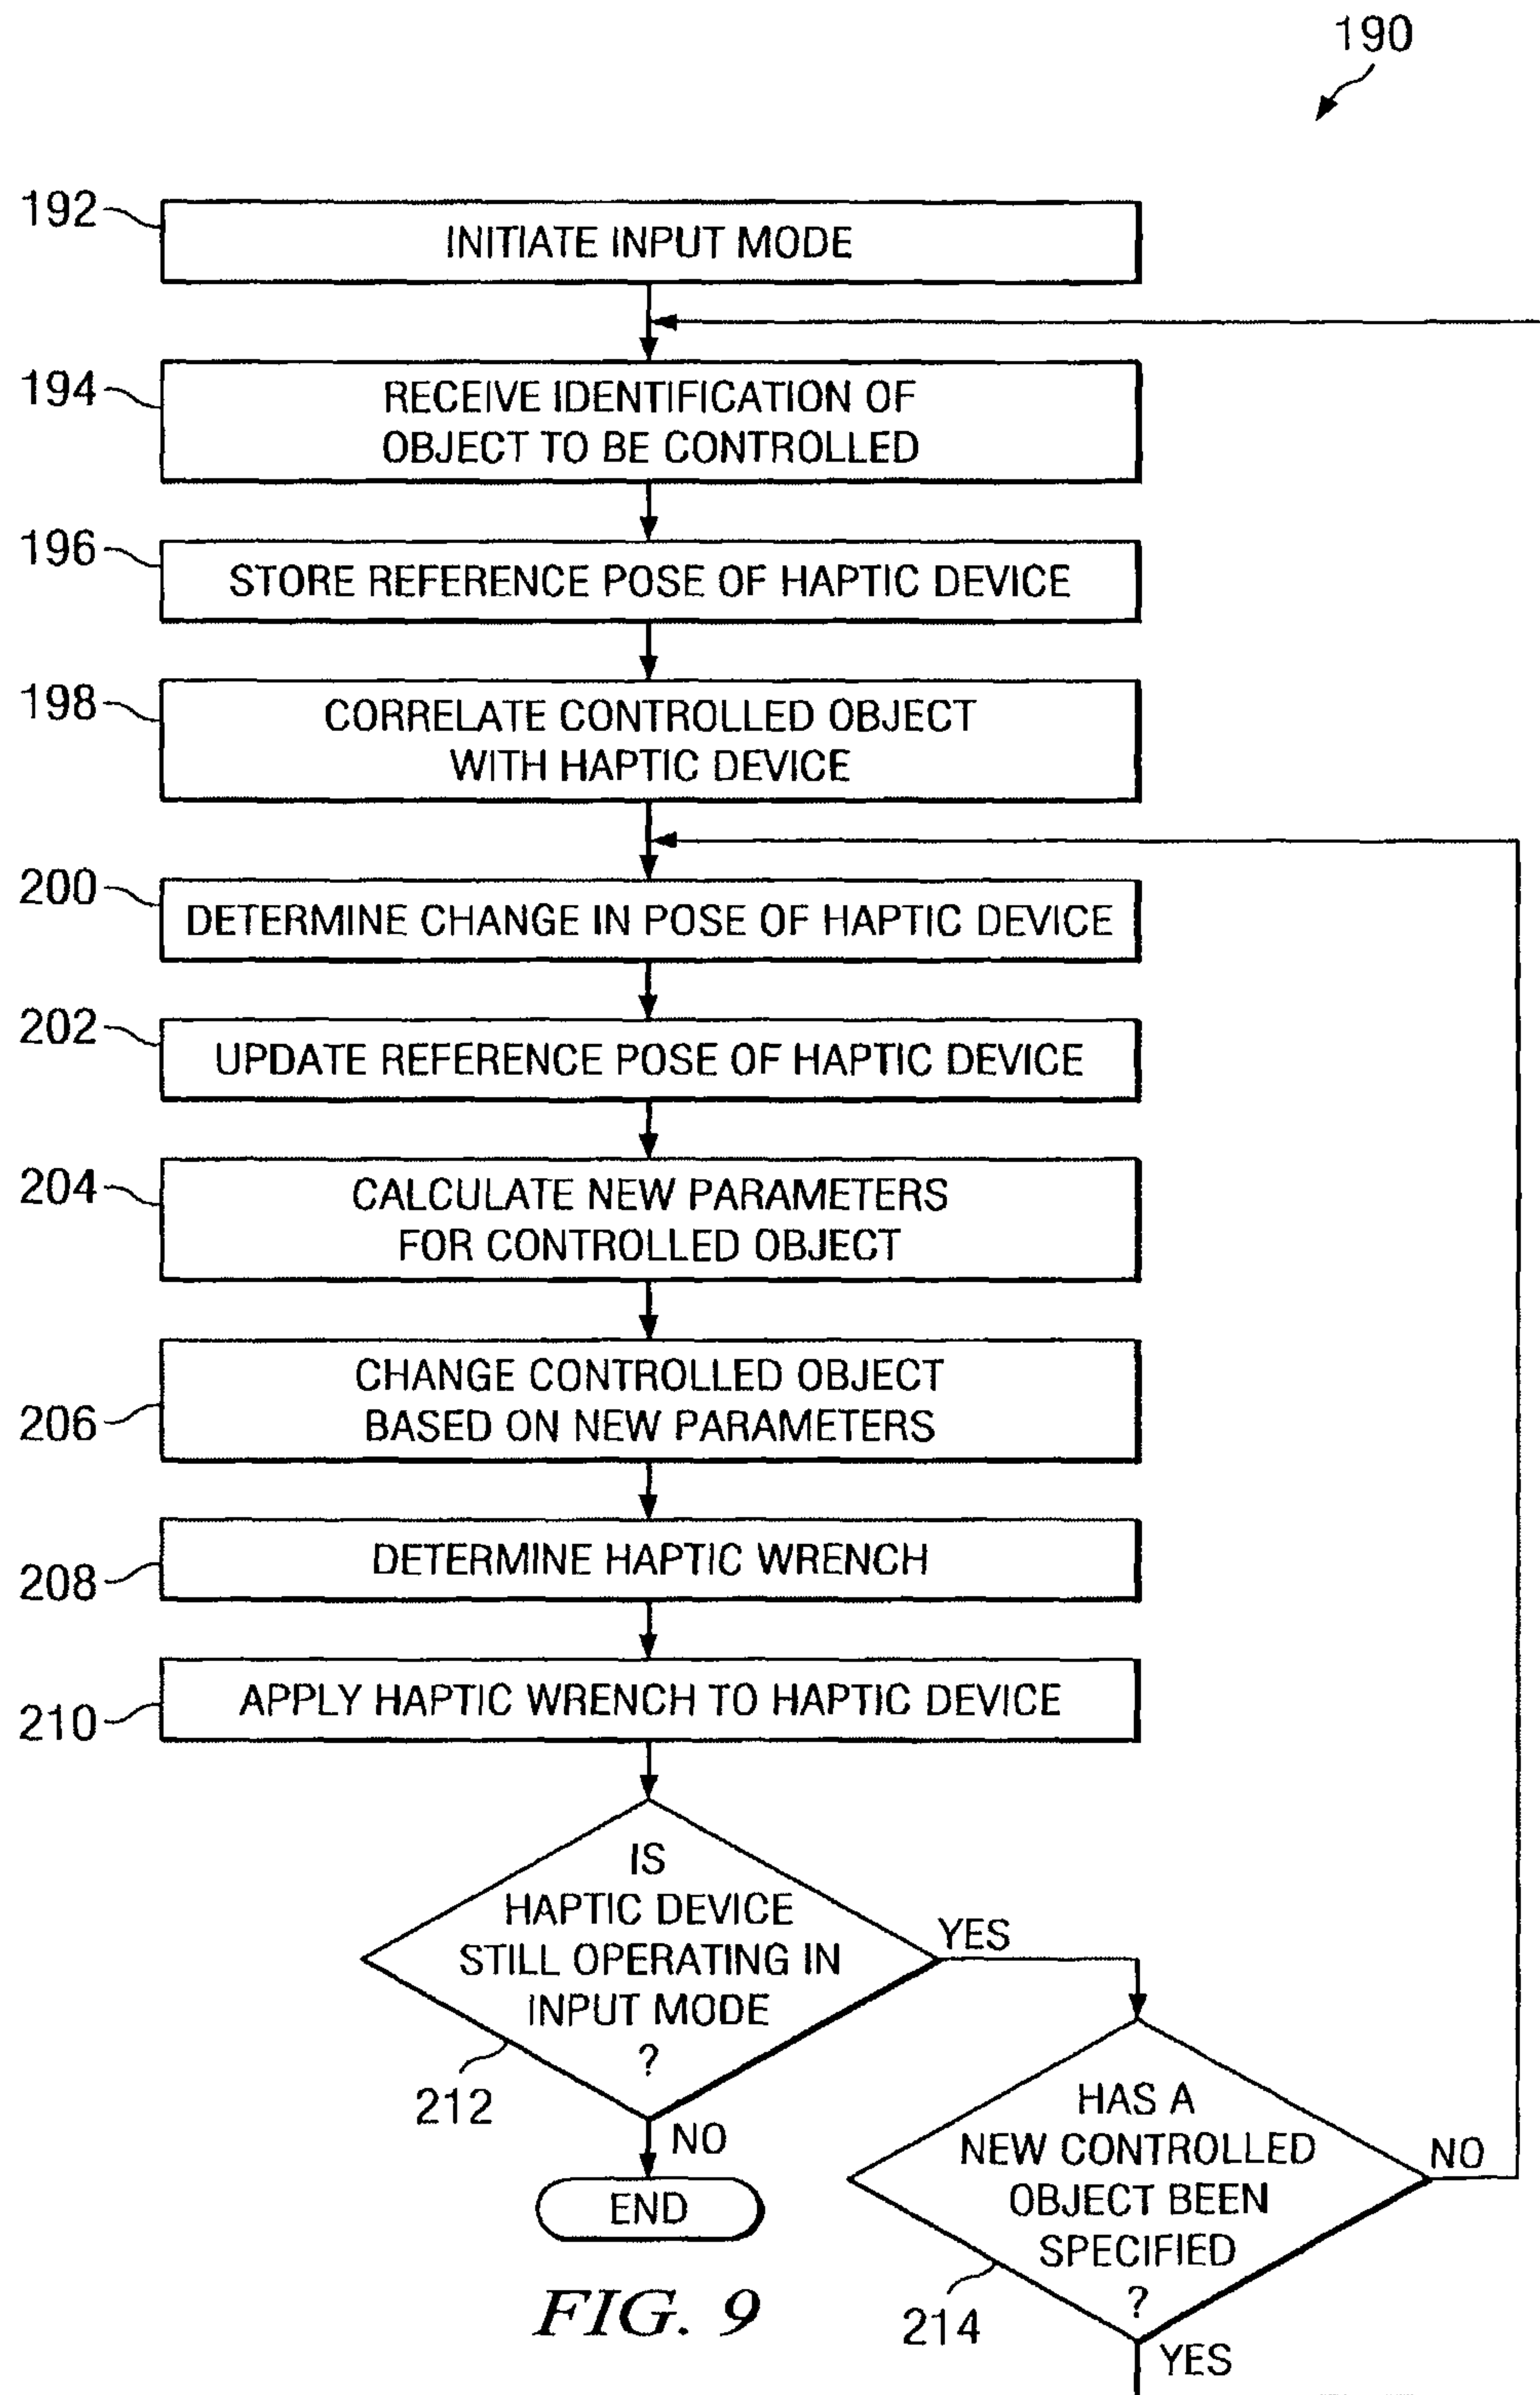 190
192
INITIATE INPUT MODE
194
RECEIVE IDENTIFICATION OF
OBJECT TO BE CONTROLLED
196
STORE REFERENCE POSE OF HAPTIC DEVICE
198
CORRELATE CONTROLLED OBJECT
WITH HAPTIC DEVICE
200
DETERMINE CHANGE IN POSE OF HAPTIC DEVICE
202
UPDATE REFERENCE POSE OF HAPTIC DEVICE
204
CALCULATE NEW PARAMETERS
FOR CONTROLLED OBJECT
206
CHANGE CONTROLLED OBJECT
BASED ON NEW PARAMETERS
208
DETERMINE HAPTIC WRENCH
210
APPLY HAPTIC WRENCH TO HAPTIC DEVICE
IS
HAPTIC DEVICE
STILL OPERATING IN
INPUT MODE
?
YES
212
NO
END
HAS A
NEW CONTROLLED
OBJECT BEEN
SPECIFIED
?
NO
214
YES
FIG. 9